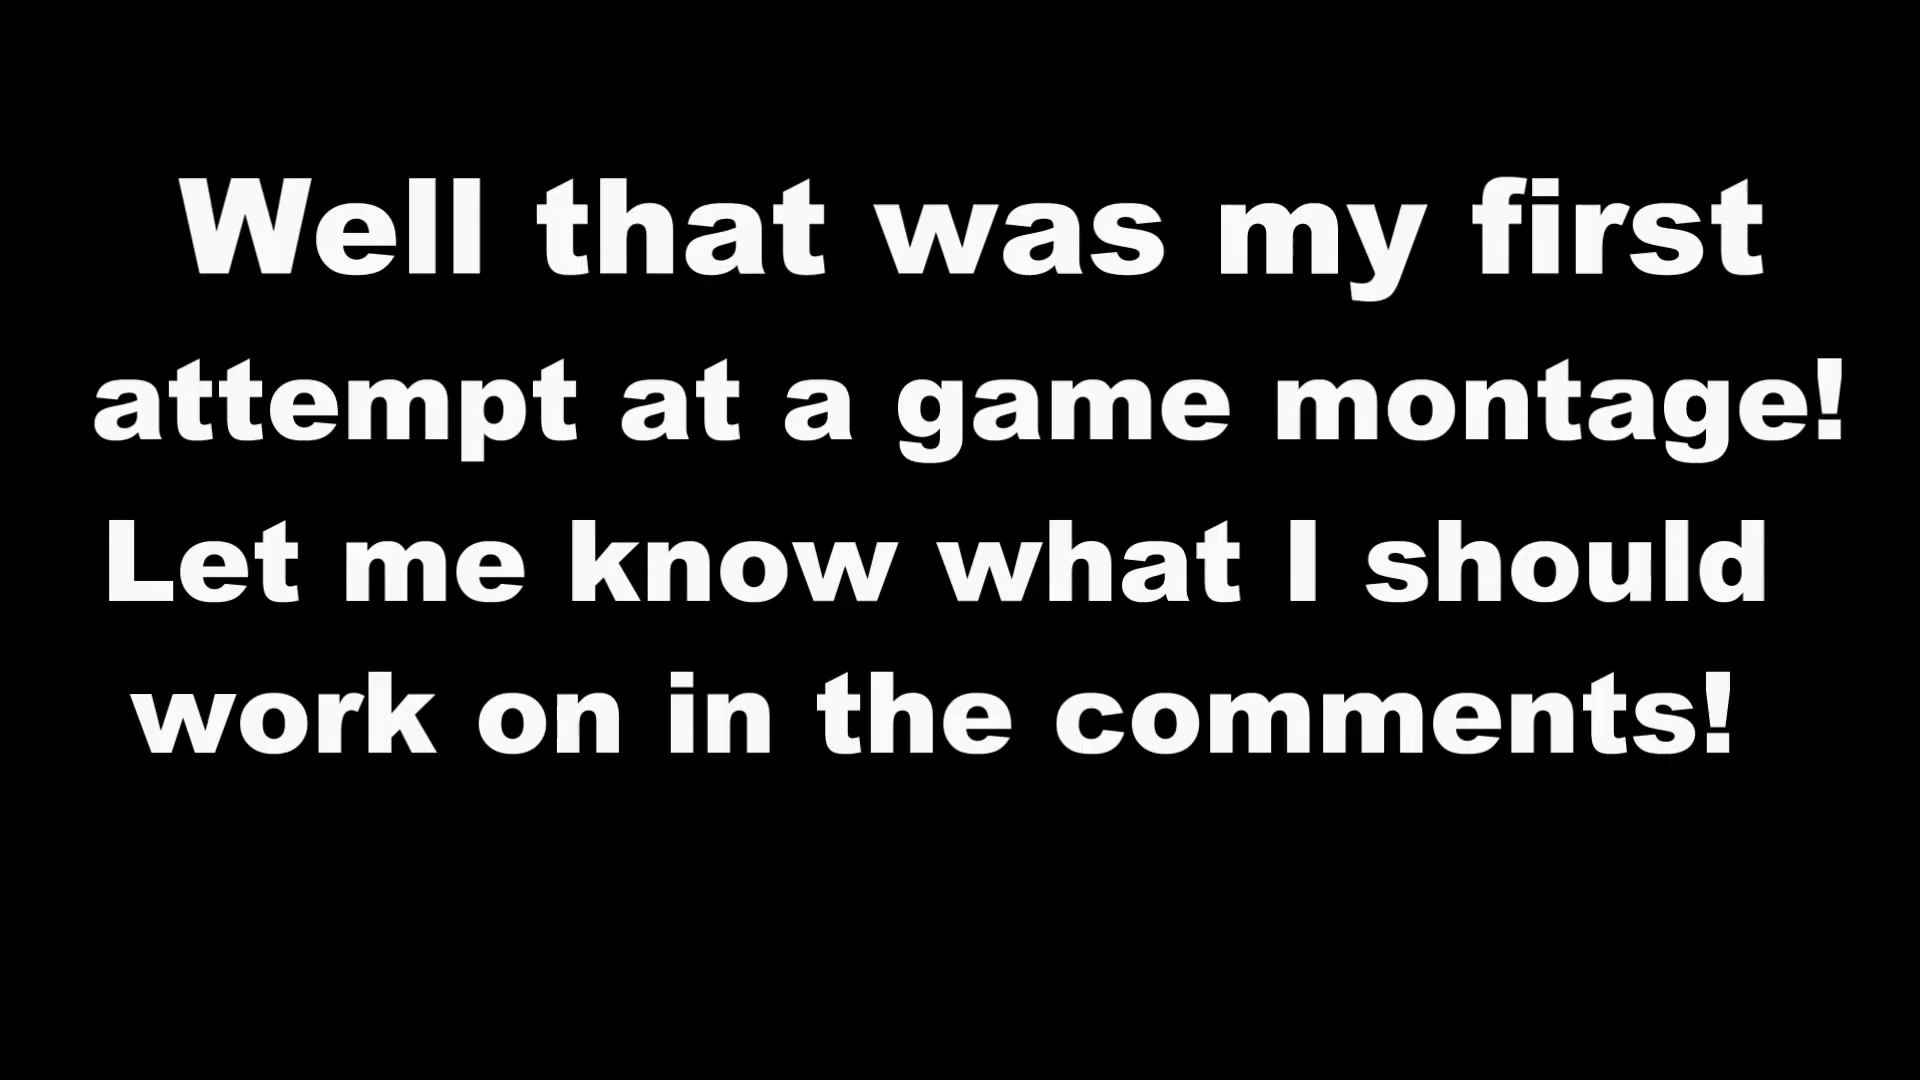 Well that was my first
attempt at a game montage!
Let me know what I should
work on in the comments!